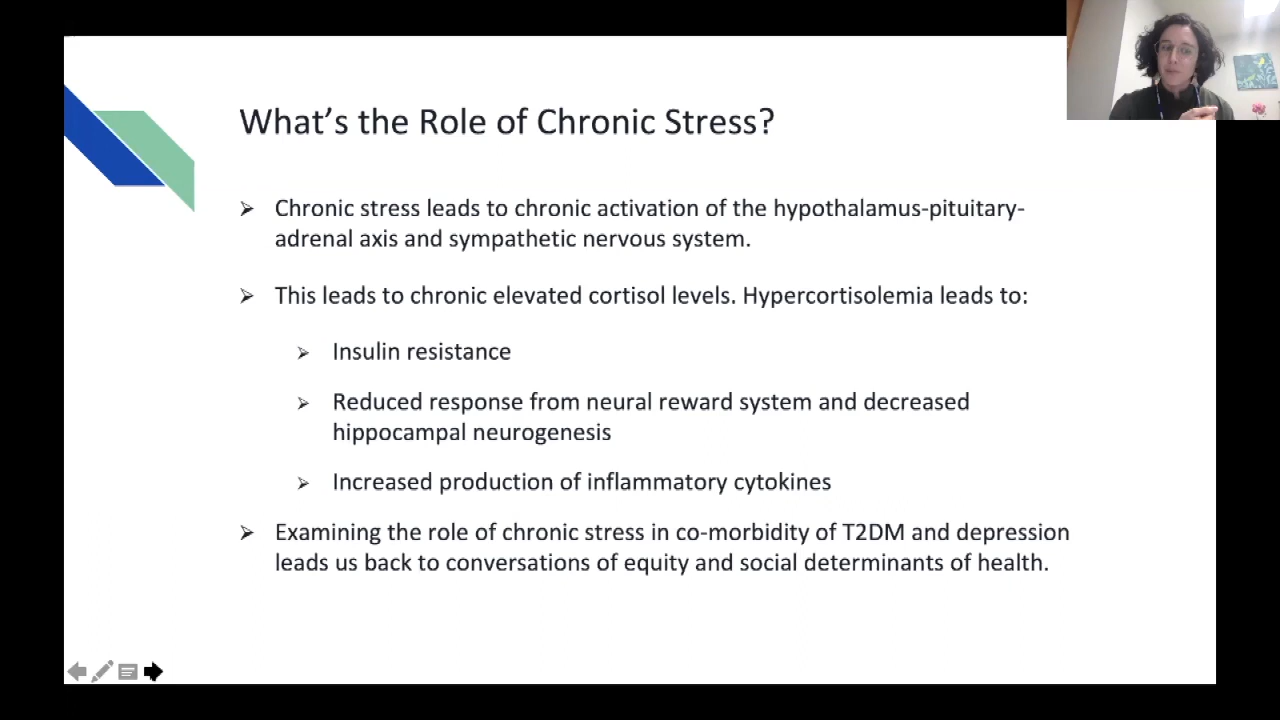 What's the Role of Chronic Stress?
➢ Chronic stress leads to chronic activation of the hypothalamus-pituitary-
adrenal axis and sympathetic nervous system.
➢ This leads to chronic elevated cortisol levels. Hypercortisolemia leads to:
➢ Insulin resistance
➢ Reduced response from neural reward system and decreased
hippocampal neurogenesis
➢ Increased production of inflammatory cytokines
➢ Examining the role of chronic stress in co-morbidity of T2DM and depression
leads us back to conversations of equity and social determinants of health.